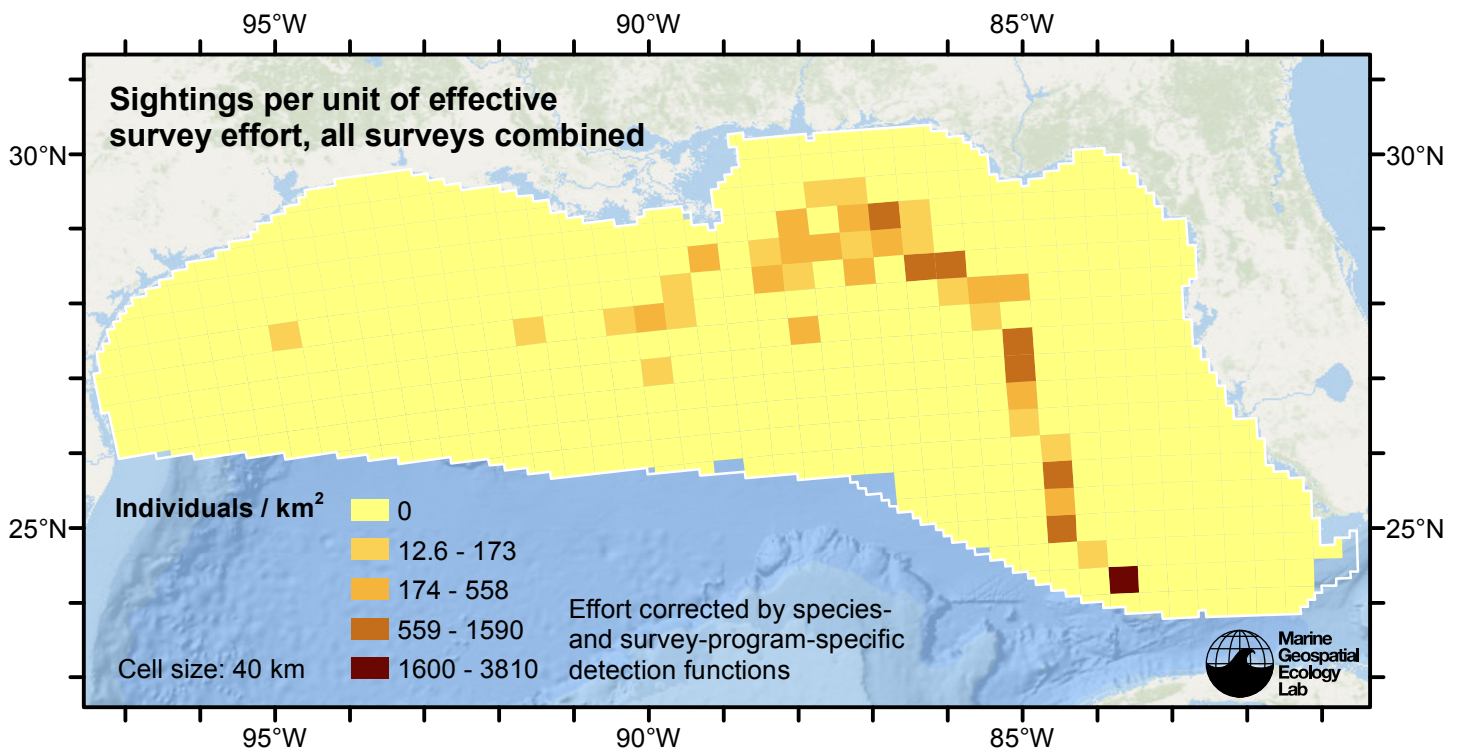 95°W 90°W 85°W
Sightings per unit of effective
survey effort, all surveys combined
30°N 30°N
Individuals / km²
0
12.6 - 173
174 - 558
559 - 1590
1600 - 3810
25°N 25°N
Cell size: 40 km
Effort corrected by species-
and survey-program-specific
detection functions
Marine
Geospatial
Ecology
Lab
95°W 90°W 85°W